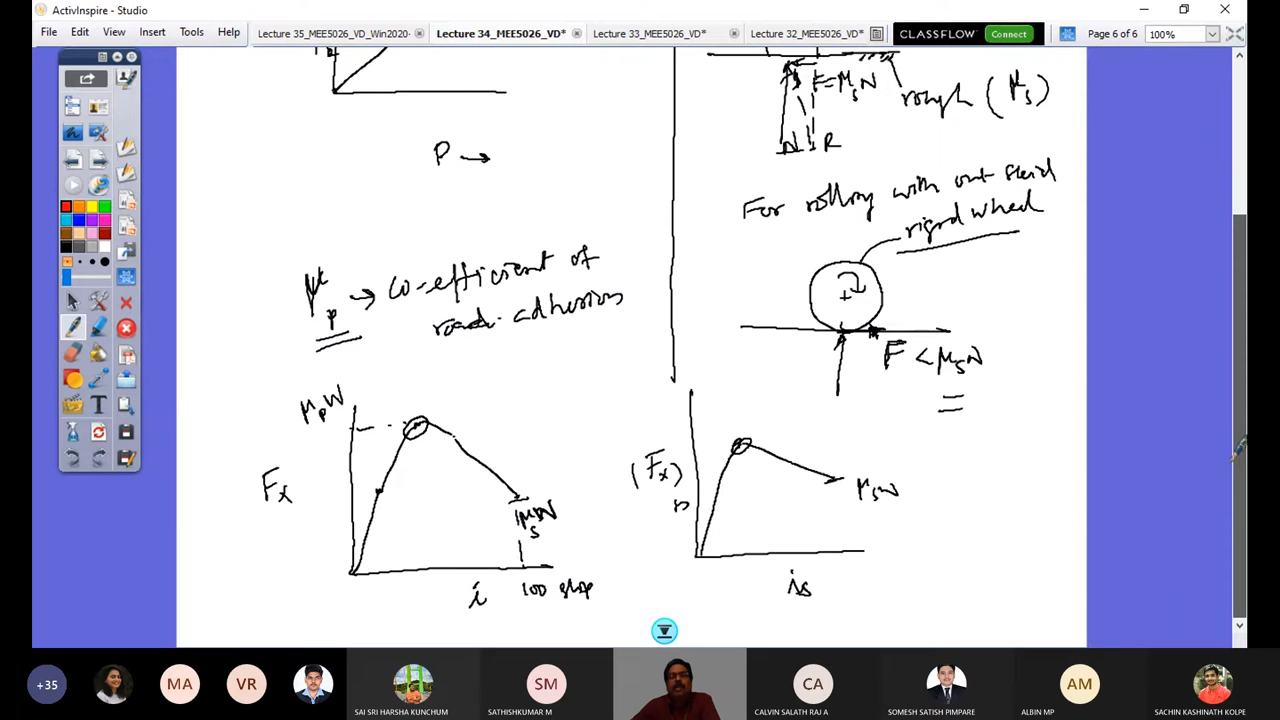 ActivInspire - Studio
File Edit View Insert Tools Help
Lecture 35_MEE5026_VD_Win2020- Lecture 34_MEE5026_VD* Lecture 33_MEE5026_VD* Lecture 32_MEE5026_VD*
CLASSFLOW Connect
Page 6 of 6 100%
F=μsN
rough (μs)
N R
P →
For rolling with out skid
rigid wheel
μp → Co-efficient of
road adhesion
F < μsN
μpW
Fx
μsW
i 100 slip
(Fx)
μsW
is
+35 MA VR SAI SRI HARSHA KUNCHUM SM SATHISHKUMAR M CA CALVIN SALATH RAJ A SOMESH SATISH PIMPARE AM ALBIN MP SACHIN KASHINATH KOLPE